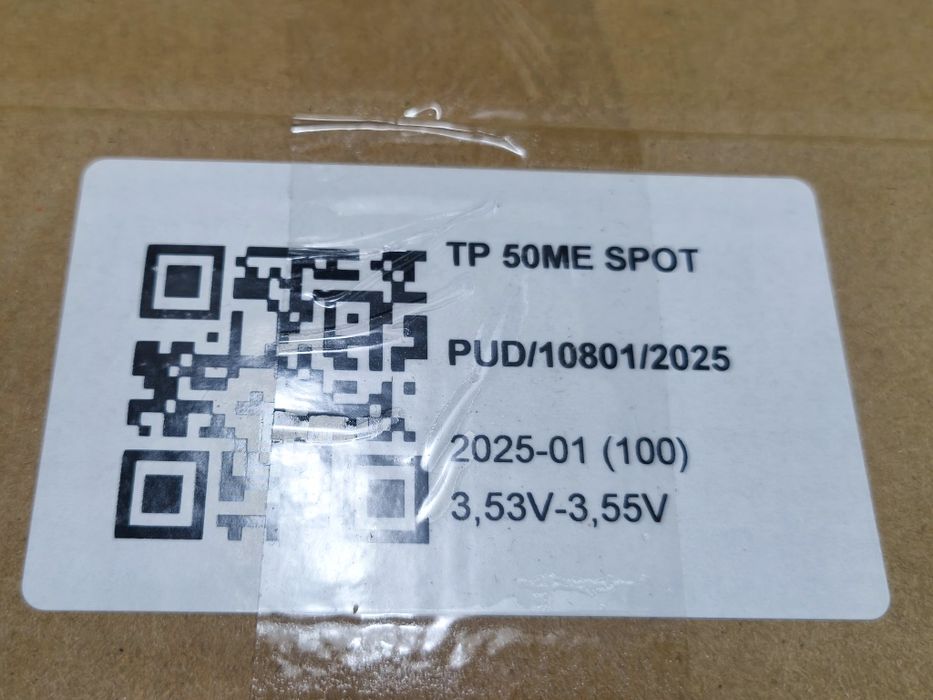 TP 50ME SPOT
PUD/10801/2025
2025-01 (100)
3,53V-3,55V